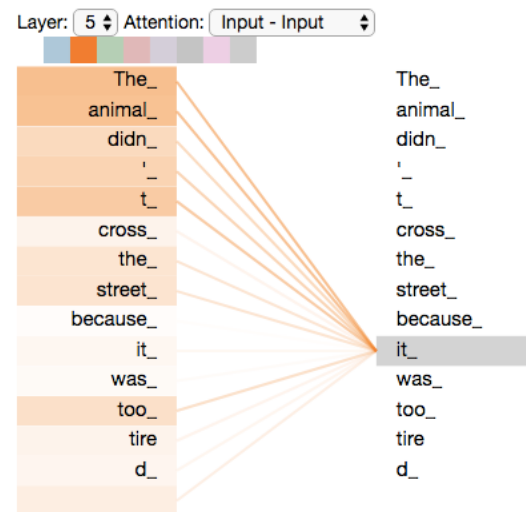 Layer: 5 Attention: Input - Input
The_ The_
animal_ animal_
didn_ didn_
'_ '_
t_ t_
cross_ cross_
the_ the_
street_ street_
because_ because_
it_ it_
was_ was_
too_ too_
tire tire
d_ d_